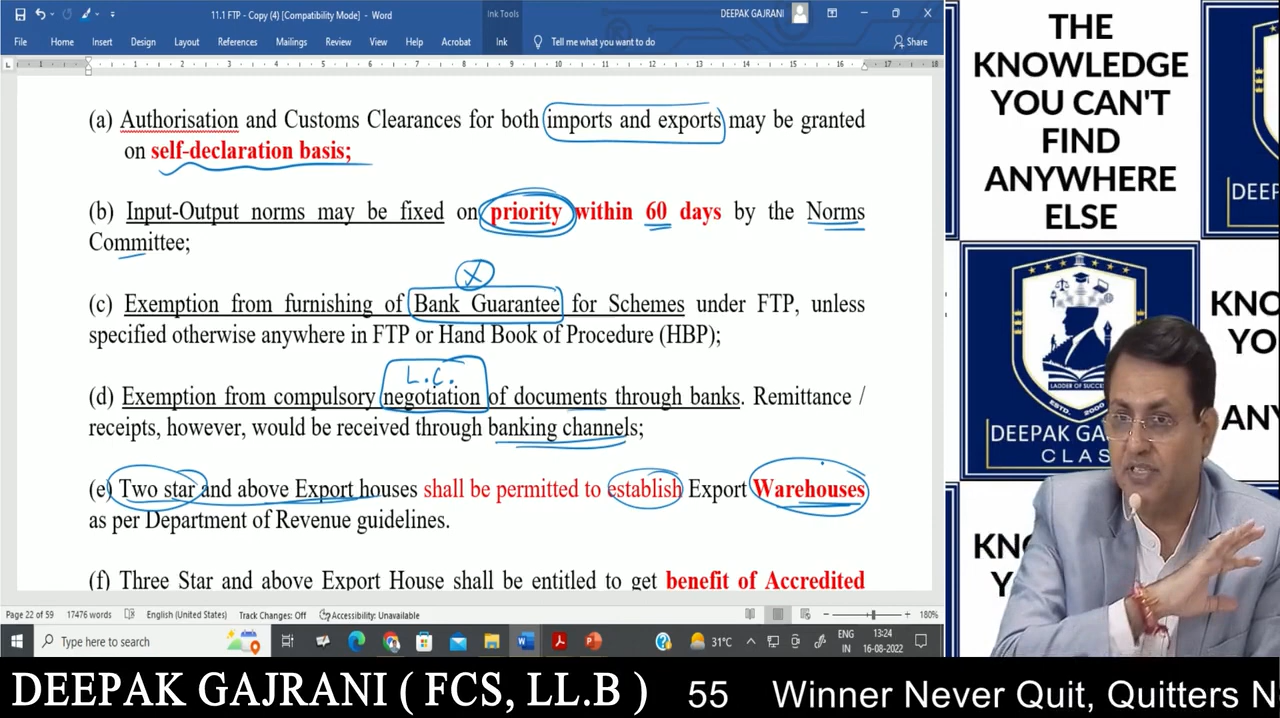 11.1 FTP - Copy (4) [Compatibility Mode] - Word
Ink Tools
DEEPAK GAJRANI
File Home Insert Design Layout References Mailings Review View Help Acrobat Ink Tell me what you want to do Share
(a) Authorisation and Customs Clearances for both imports and exports may be granted
on self-declaration basis;
(b) Input-Output norms may be fixed on priority within 60 days by the Norms
Committee;
X
(c) Exemption from furnishing of Bank Guarantee for Schemes under FTP, unless
specified otherwise anywhere in FTP or Hand Book of Procedure (HBP);
L.C.
(d) Exemption from compulsory negotiation of documents through banks. Remittance /
receipts, however, would be received through banking channels;
(e) Two star and above Export houses shall be permitted to establish Export Warehouses
as per Department of Revenue guidelines.
(f) Three Star and above Export House shall be entitled to get benefit of Accredited
Page 22 of 59 17476 words English (United States) Track Changes: Off Accessibility: Unavailable 180%
Type here to search
31°C
ENG
IN
13:24
16-08-2022
THE
KNOWLEDGE
YOU CAN'T
FIND
ANYWHERE
ELSE
DEEP
LADDER OF SUCCESS
ESTD. 2000
DEEPAK GA
CLAS
KNO
YO
ANY
KN
Y
DEEPAK GAJRANI ( FCS, LL.B ) 55 Winner Never Quit, Quitters N